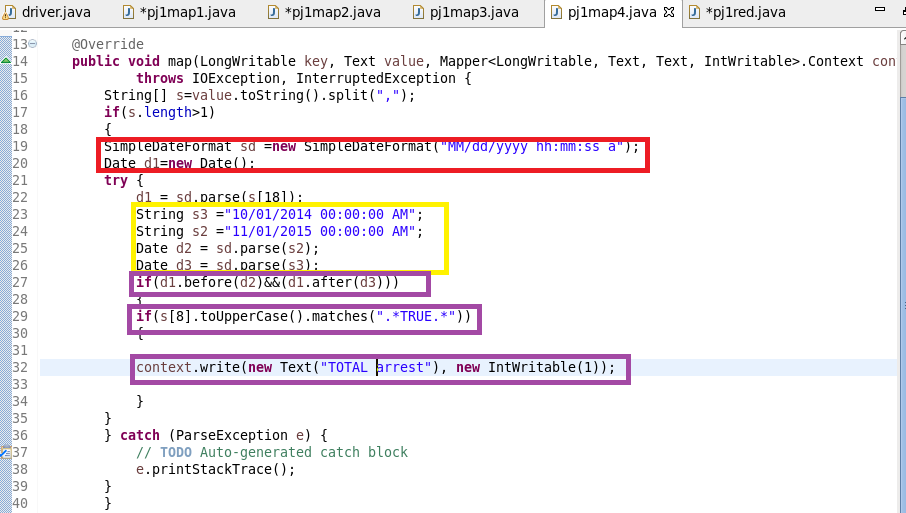 driver.java *pj1map1.java *pj1map2.java pj1map3.java pj1map4.java *pj1red.java
13 @Override
14 public void map(LongWritable key, Text value, Mapper<LongWritable, Text, Text, IntWritable>.Context con
15 throws IOException, InterruptedException {
16 String[] s=value.toString().split(",");
17 if(s.length>1)
18 {
19 SimpleDateFormat sd =new SimpleDateFormat("MM/dd/yyyy hh:mm:ss a");
20 Date d1=new Date();
21 try {
22 d1 = sd.parse(s[18]);
23 String s3 ="10/01/2014 00:00:00 AM";
24 String s2 ="11/01/2015 00:00:00 AM";
25 Date d2 = sd.parse(s2);
26 Date d3 = sd.parse(s3);
27 if(d1.before(d2)&&(d1.after(d3)))
28 {
29 if(s[8].toUpperCase().matches(".*TRUE.*"))
30 {
31
32 context.write(new Text("TOTAL arrest"), new IntWritable(1));
33
34 }
35 }
36 } catch (ParseException e) {
37 // TODO Auto-generated catch block
38 e.printStackTrace();
39 }
40 }